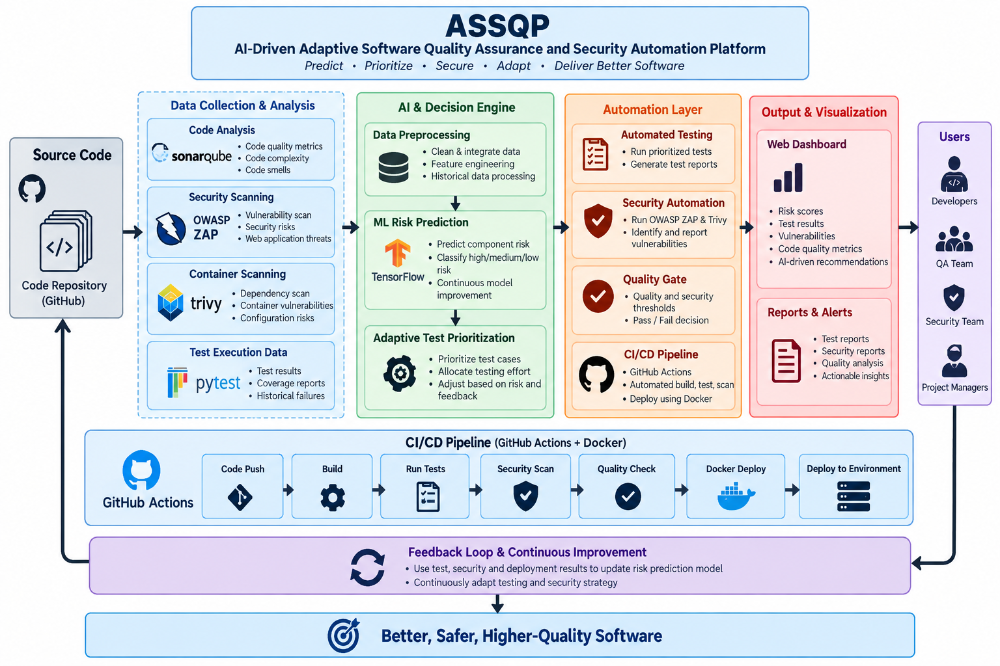 ASSQP
AI-Driven Adaptive Software Quality Assurance and Security Automation Platform
Predict • Prioritize • Secure • Adapt • Deliver Better Software
Source Code
</>
Code Repository
(GitHub)
Data Collection & Analysis
Code Analysis
sonarqube
• Code quality metrics
• Code complexity
• Code smells
Security Scanning
OWASP
ZAP
• Vulnerability scan
• Security risks
• Web application threats
Container Scanning
trivy
• Dependency scan
• Container vulnerabilities
• Configuration risks
Test Execution Data
pytest
• Test results
• Coverage reports
• Historical failures
AI & Decision Engine
Data Preprocessing
• Clean & integrate data
• Feature engineering
• Historical data processing
ML Risk Prediction
TensorFlow
• Predict component risk
• Classify high/medium/low
risk
• Continuous model
improvement
Adaptive Test Prioritization
• Prioritize test cases
• Allocate testing effort
• Adjust based on risk and
feedback
Automation Layer
Automated Testing
• Run prioritized tests
• Generate test reports
Security Automation
• Run OWASP ZAP & Trivy
• Identify and report
vulnerabilities
Quality Gate
• Quality and security
thresholds
• Pass / Fail decision
CI/CD Pipeline
• GitHub Actions
• Automated build, test, scan
• Deploy using Docker
Output & Visualization
Web Dashboard
• Risk scores
• Test results
• Vulnerabilities
• Code quality metrics
• AI-driven recommendations
Reports & Alerts
• Test reports
• Security reports
• Quality analysis
• Actionable insights
Users
</>
Developers
QA Team
Security Team
Project Managers
CI/CD Pipeline (GitHub Actions + Docker)
GitHub Actions
Code Push
Build
Run Tests
Security Scan
Quality Check
Docker Deploy
Deploy to Environment
Feedback Loop & Continuous Improvement
• Use test, security and deployment results to update risk prediction model
• Continuously adapt testing and security strategy
Better, Safer, Higher-Quality Software